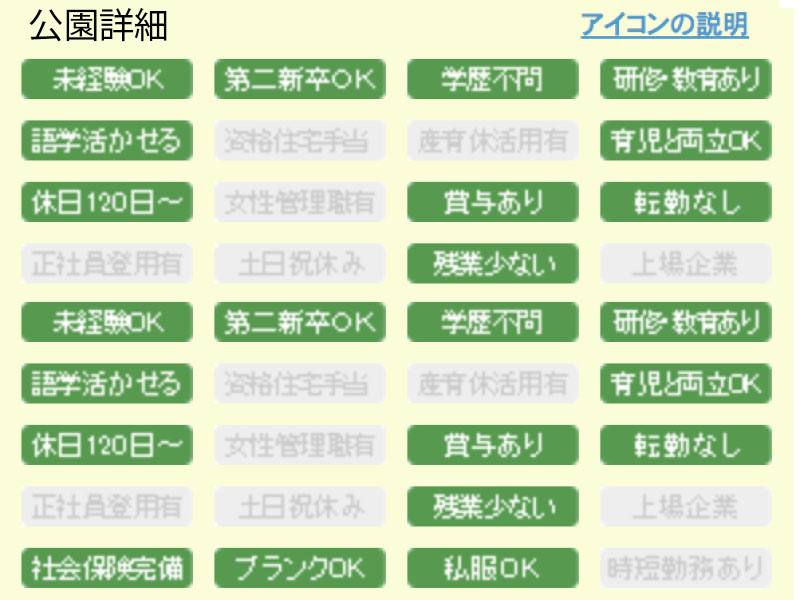 公園詳細 アイコンの説明
未経験OK 第二新卒OK 学歴不問 研修・教育あり
語学活かせる 資格住宅手当 産育休活用有 育児と両立OK
休日120日～ 女性管理職有 賞与あり 転勤なし
正社員登用有 土日祝休み 残業少ない 上場企業
未経験OK 第二新卒OK 学歴不問 研修・教育あり
語学活かせる 資格住宅手当 産育休活用有 育児と両立OK
休日120日～ 女性管理職有 賞与あり 転勤なし
正社員登用有 土日祝休み 残業少ない 上場企業
社会保険完備 ブランクOK 私服OK 時短勤務あり